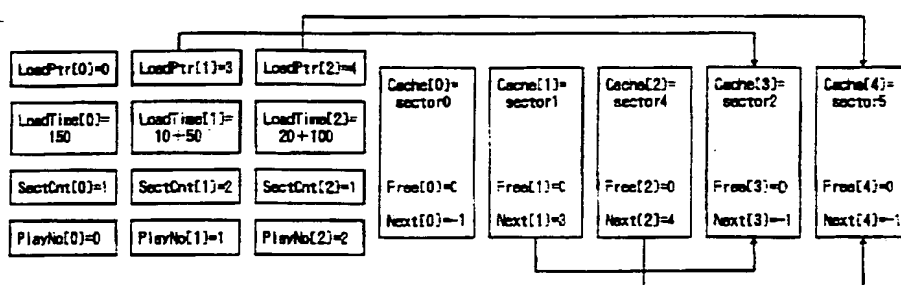 LoadPtr[0]=0
LoadPtr[1]=3
LoadPtr[2]=4
LoadTime[0]=
150
LoadTime[1]=
10+50
LoadTime[2]=
20+100
SectCnt[0]=1
SectCnt[1]=2
SectCnt[2]=1
PlayNo[0]=0
PlayNo[1]=1
PlayNo[2]=2
Cache[0]=
sector0
Free[0]=0
Next[0]=-1
Cache[1]=
sector1
Free[1]=0
Next[1]=3
Cache[2]=
sector4
Free[2]=0
Next[2]=4
Cache[3]=
sector2
Free[3]=0
Next[3]=-1
Cache[4]=
sector5
Free[4]=0
Next[4]=-1